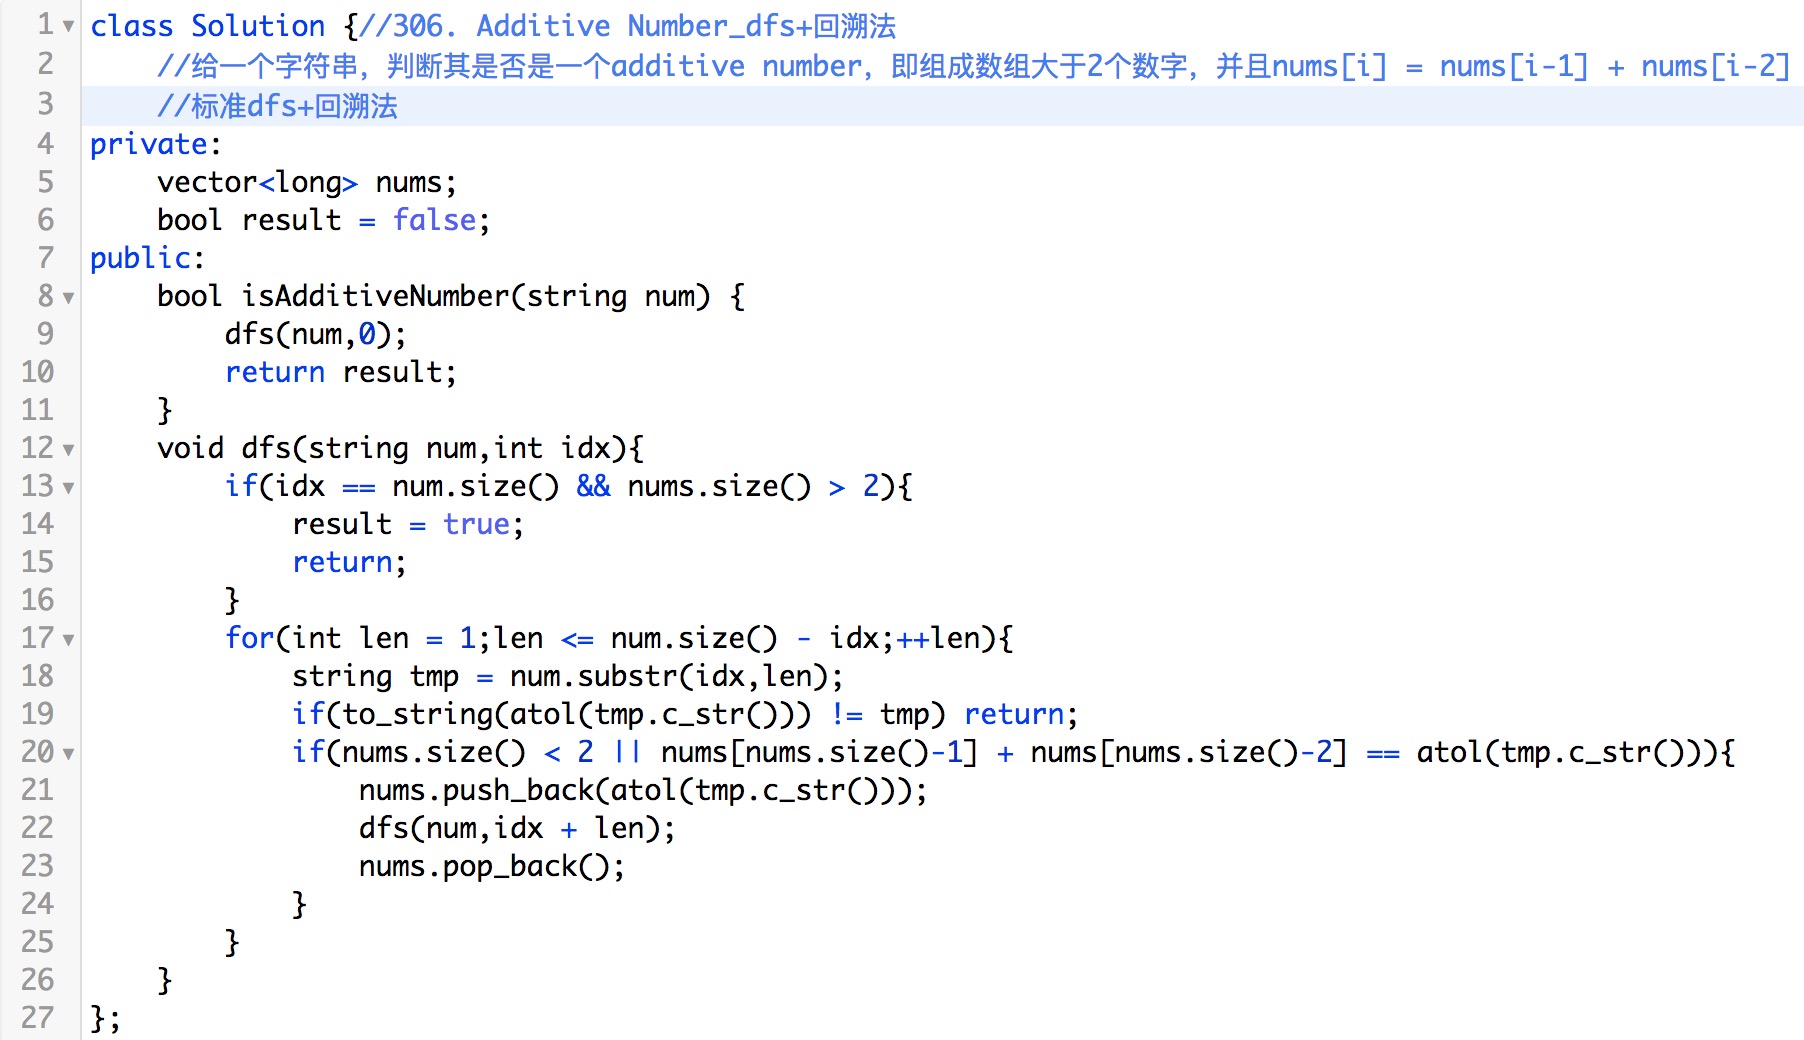 1 class Solution {//306. Additive Number_dfs+回溯法
2     //给一个字符串，判断其是否是一个additive number，即组成数组大于2个数字，并且nums[i] = nums[i-1] + nums[i-2]
3     //标准dfs+回溯法
4 private:
5     vector<long> nums;
6     bool result = false;
7 public:
8     bool isAdditiveNumber(string num) {
9         dfs(num,0);
10         return result;
11     }
12     void dfs(string num,int idx){
13         if(idx == num.size() && nums.size() > 2){
14             result = true;
15             return;
16         }
17         for(int len = 1;len <= num.size() - idx;++len){
18             string tmp = num.substr(idx,len);
19             if(to_string(atol(tmp.c_str())) != tmp) return;
20             if(nums.size() < 2 || nums[nums.size()-1] + nums[nums.size()-2] == atol(tmp.c_str())){
21                 nums.push_back(atol(tmp.c_str()));
22                 dfs(num,idx + len);
23                 nums.pop_back();
24             }
25         }
26     }
27 };